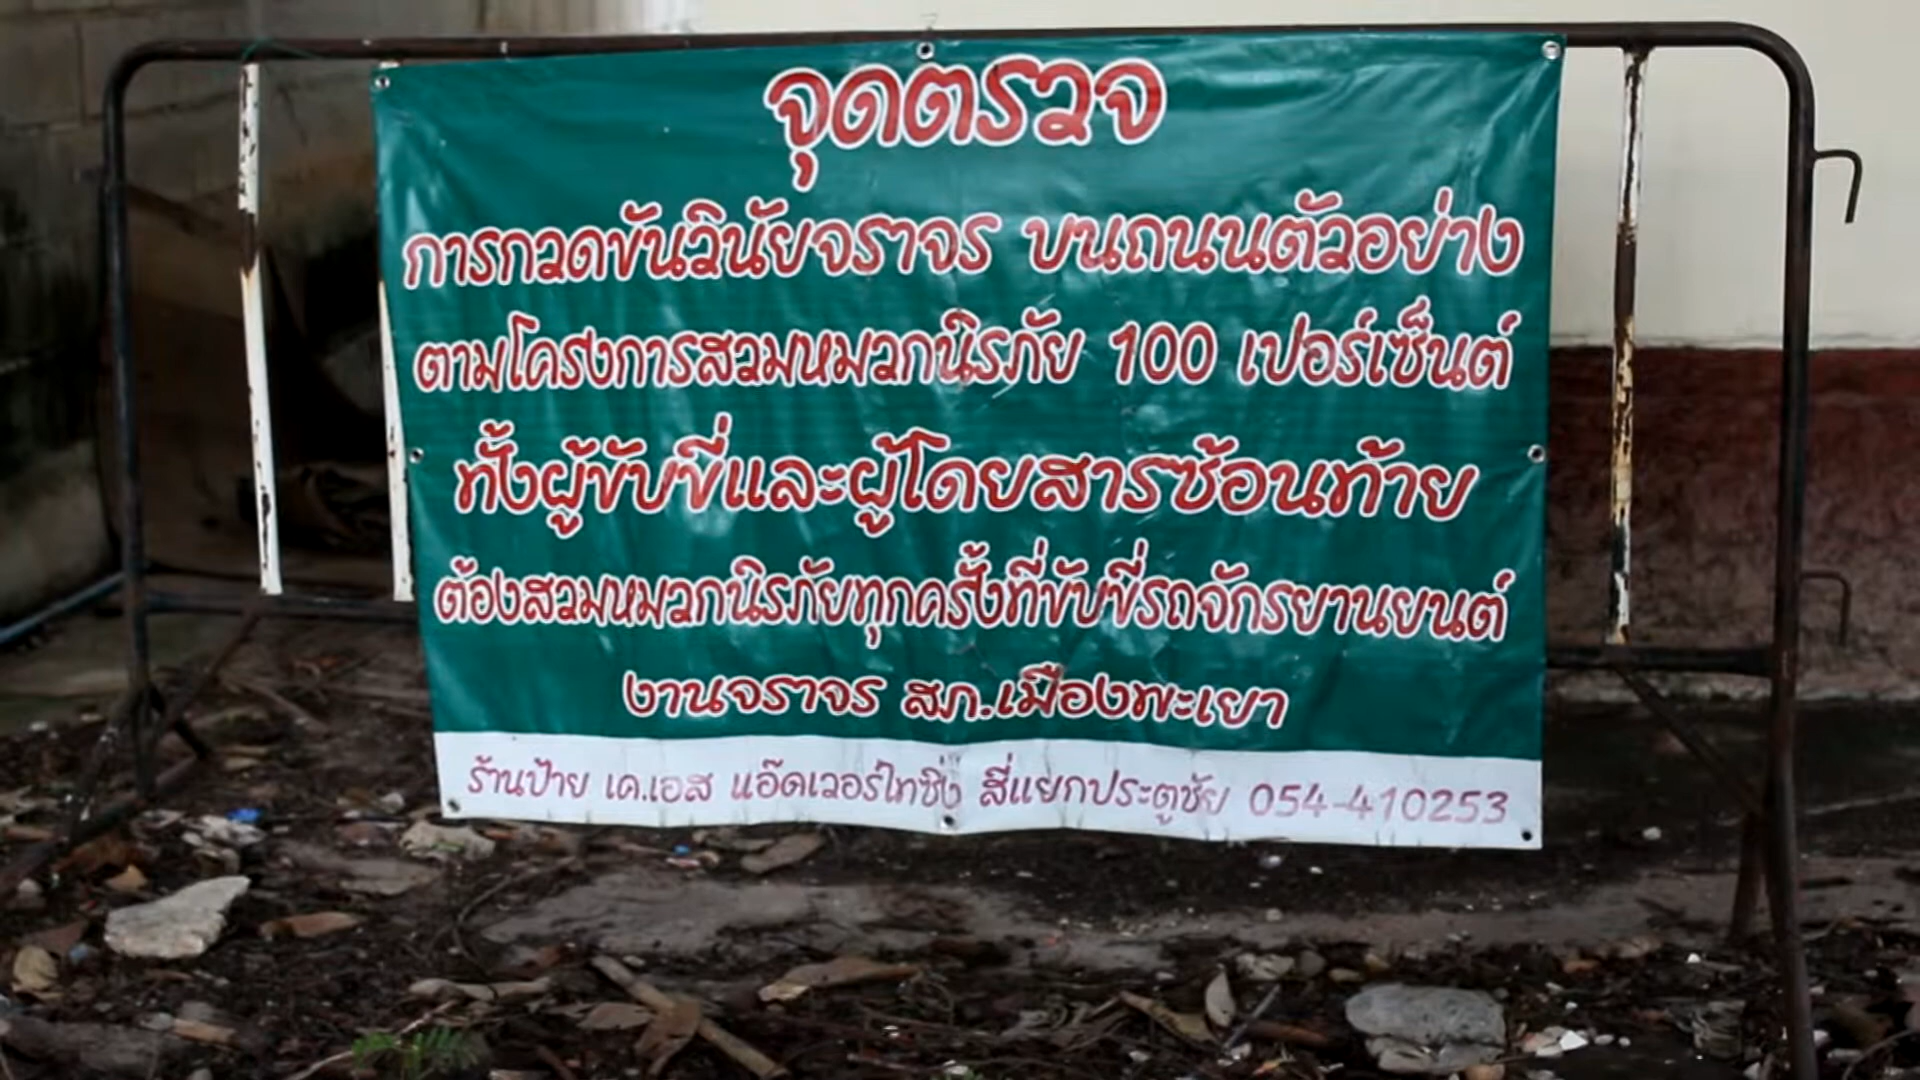 จุดตรวจ
การกวดขันวินัยจราจร บนถนนตัวอย่าง
ตามโครงการสวมหมวกนิรภัย 100 เปอร์เซ็นต์
ทั้งผู้ขับขี่และผู้โดยสารซ้อนท้าย
ต้องสวมหมวกนิรภัยทุกครั้งที่ขับขี่รถจักรยานยนต์
งานจราจร สภ.เมืองพะเยา
ร้านป้าย เค.เอส แอ๊ดเวอร์ไทซิ่ง สี่แยกประตูชัย 054-410253